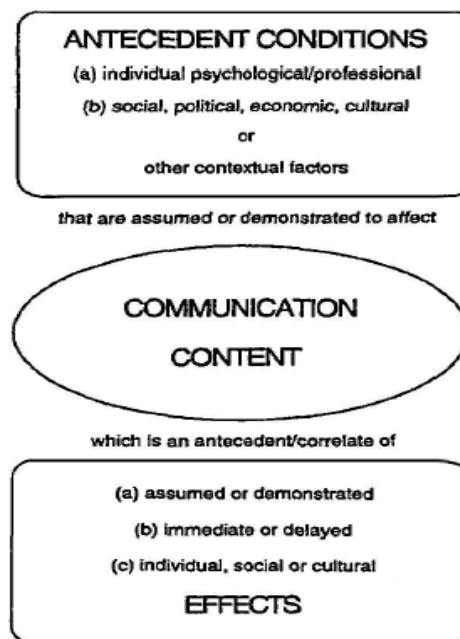 ANTECEDENT CONDITIONS
(a) individual psychological/professional
(b) social, political, economic, cultural
or
other contextual factors
that are assumed or demonstrated to affect
COMMUNICATION
CONTENT
which is an antecedent/correlate of
(a) assumed or demonstrated
(b) immediate or delayed
(c) individual, social or cultural
EFFECTS